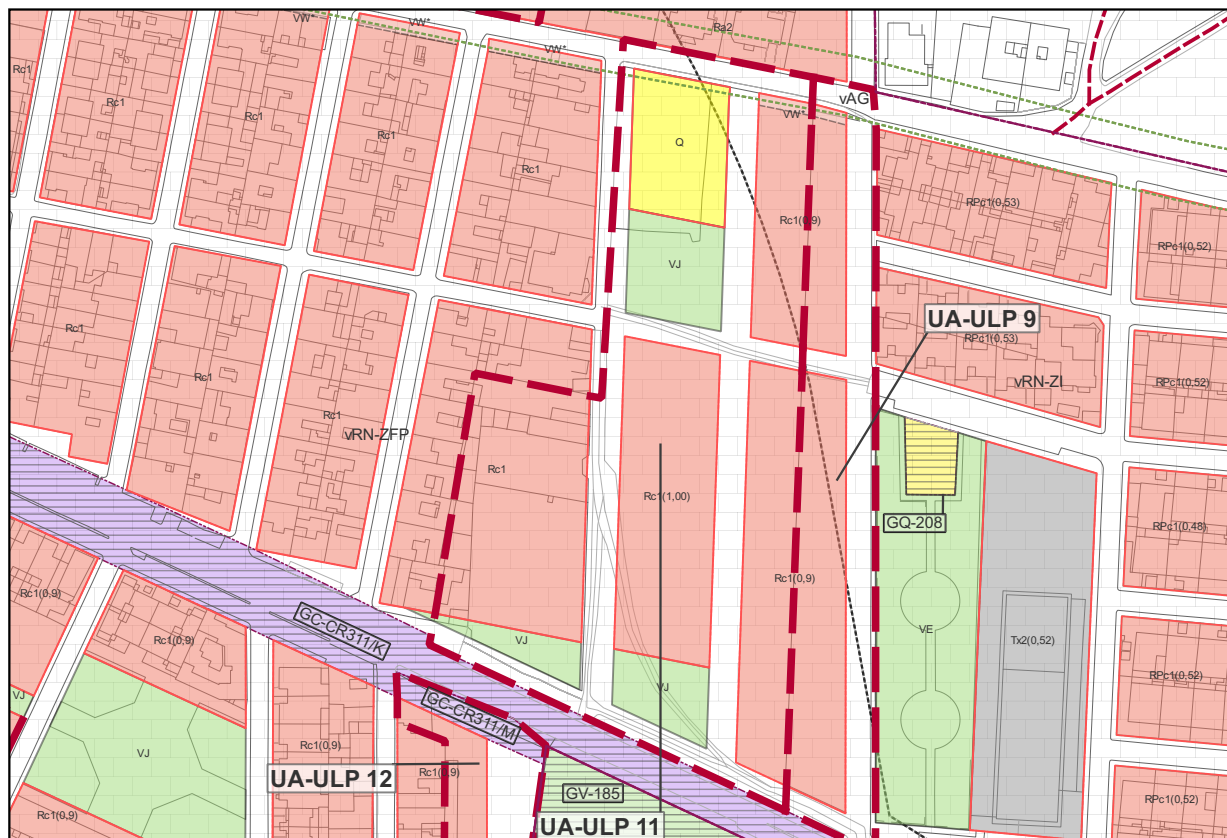 VW*
VW*
Ra2
VW*
Rc1
Rc1
Rc1
Rc1
Rc1
vAG
VW*
Q
RPc1(0,53)
Rc1(0,9)
RPc1(0,52)
VJ
UA-ULP 9
Rc1
RPc1(0,53)
Rc1
vRN-ZI
RPc1(0,52)
Rc1
vRN-ZFP
Rc1
Rc1(1,00)
GQ-208
RPc1(0,48)
Rc1(0,9)
Rc1(0,9)
GC-CR311/K
Rc1(0,9)
VJ
VE
Tx2(0,52)
RPc1(0,52)
VJ
VJ
GC-CR311/M
VJ
Rc1(0,9)
UA-ULP 12
Rc1(0,9)
GV-185
RPc1(0,52)
Rc1(0,9)
UA-ULP 11